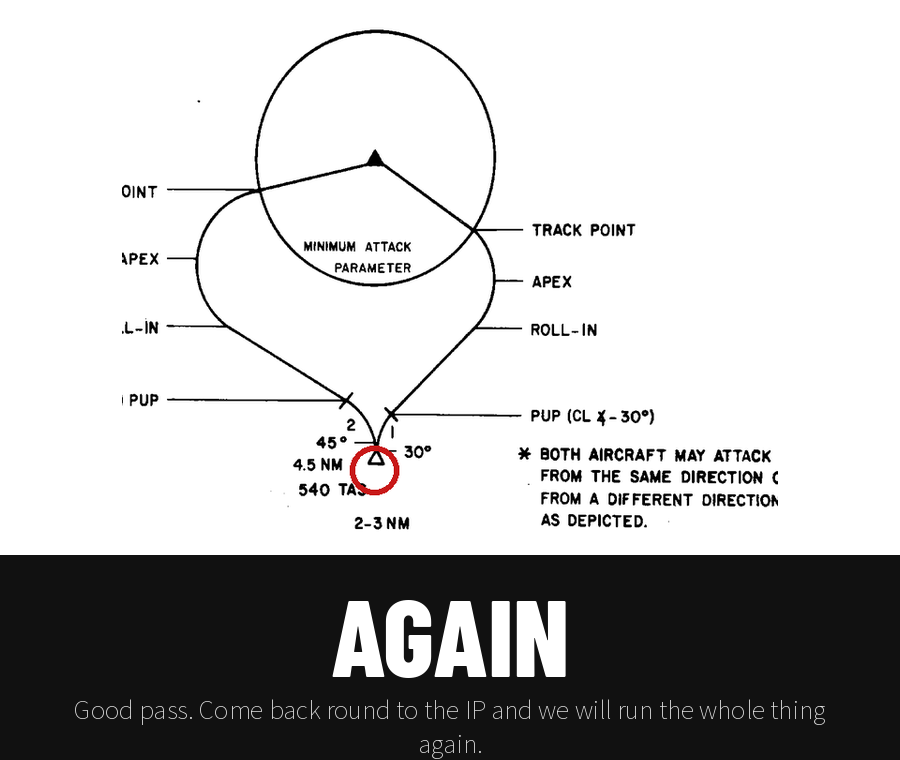 OINT
TRACK POINT
MINIMUM ATTACK
PARAMETER
APEX
APEX
L-IN
ROLL-IN
PUP
PUP (CL ∡-30°)
2
1
45°
30°
4.5 NM
540 TAS
2-3 NM
* BOTH AIRCRAFT MAY ATTACK
FROM THE SAME DIRECTION
FROM A DIFFERENT DIRECTION
AS DEPICTED.
AGAIN
Good pass. Come back round to the IP and we will run the whole thing
again.